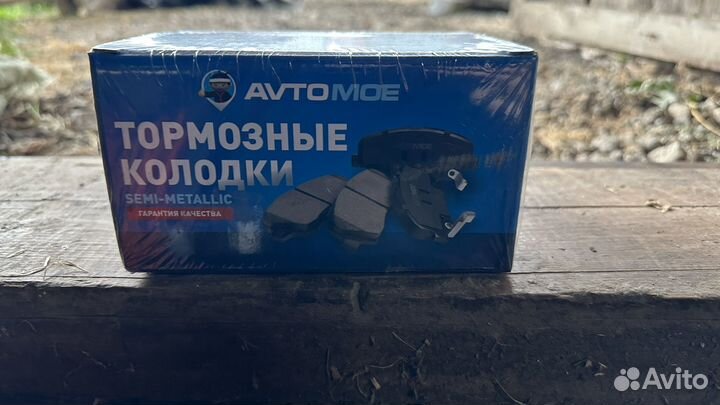 AVTOMOE
ТОРМОЗНЫЕ
КОЛОДКИ
SEMI-METALLIC
ГАРАНТИЯ КАЧЕСТВА
Avito